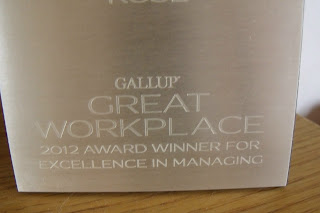 GALLUP®
GREAT
WORKPLACE
2012 AWARD WINNER FOR
EXCELLENCE IN MANAGING